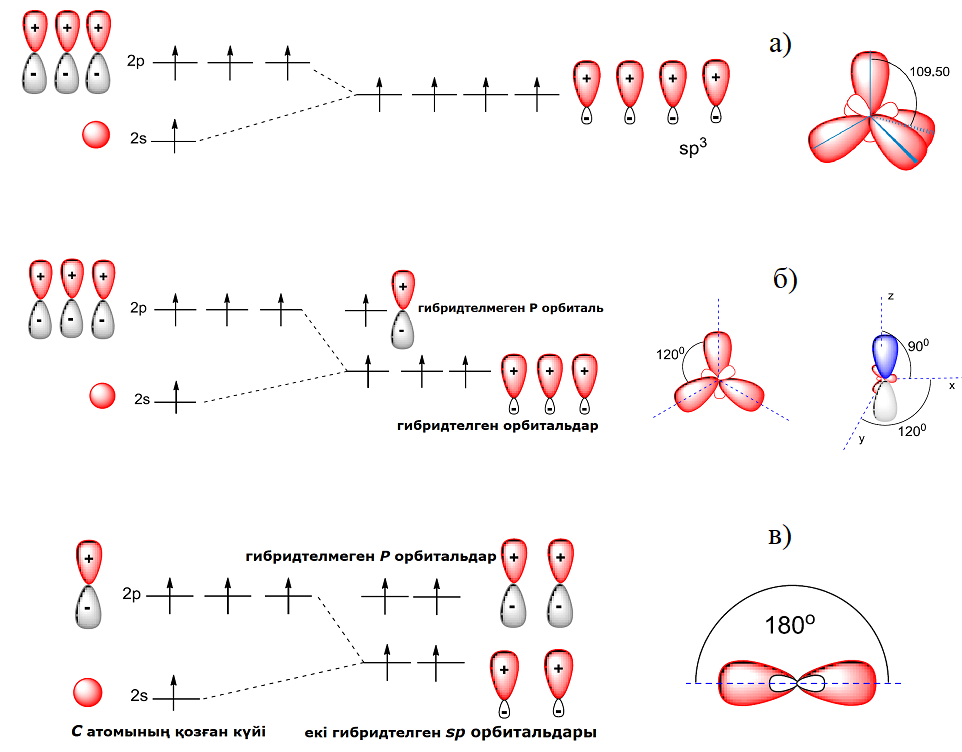 + + +
- - -
2p
2s
+ + + +
- - - -
sp3
а)
109.50
+ + +
- - -
2p
2s
+
-
гибридтелмеген Р орбиталь
+ + +
- - -
гибридтелген орбитальдар
б)
120⁰
z
90⁰
x
y
120⁰
+
-
2p
2s
гибридтелмеген Р орбитальдар
+ +
- -
+ +
- -
С атомының қозған күйі
екі гибридтелген sp орбитальдары
в)
180⁰